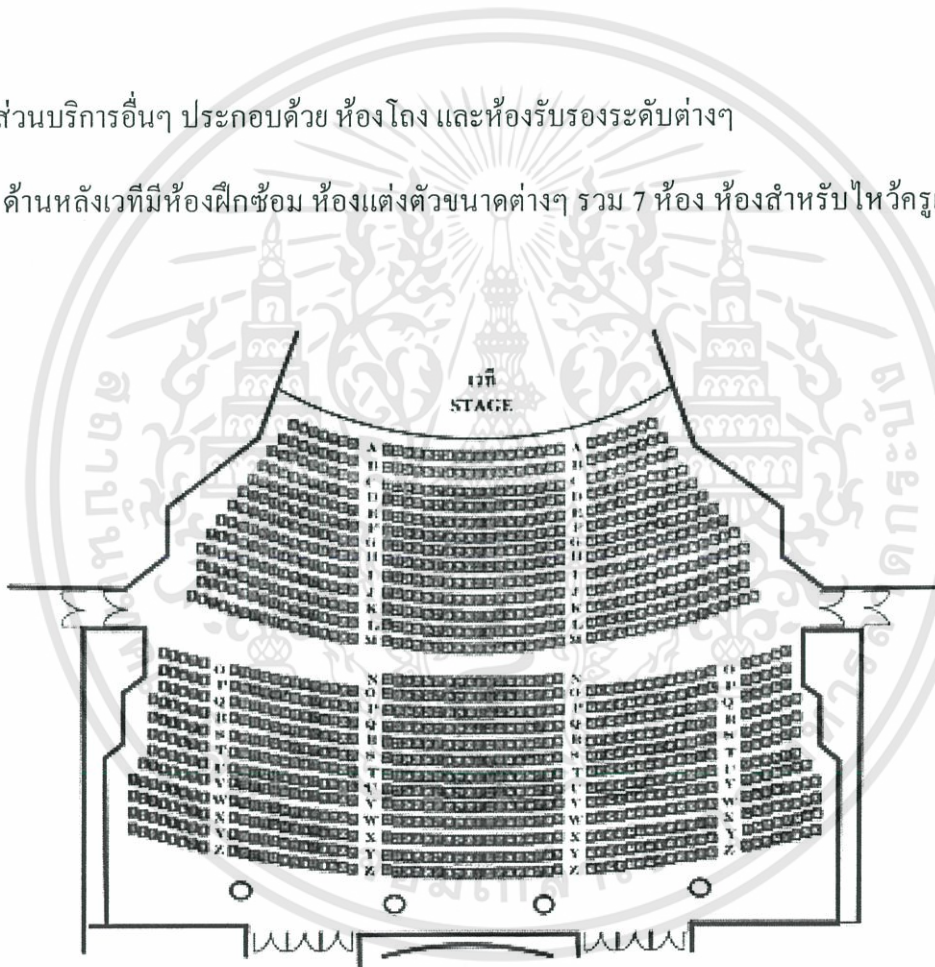 ส่วนบริการอื่นๆ ประกอบด้วย ห้องโถง และห้องรับรองระดับต่างๆ
ด้านหลังเวทีมีห้องฝึกซ้อม ห้องแต่งตัวขนาดต่างๆ รวม 7 ห้อง ห้องสำหรับไหว้ครู
เวที
STAGE
A A
B B
C C
D D
E E
F F
G G
H H
I I
J J
K K
L L
M M
N N
O O O O
P P P P
Q Q Q Q
R R R R
S S S S
T T T T
U U U U
V V V V
W W W W
X X X X
Y Y Y Y
Z Z Z Z